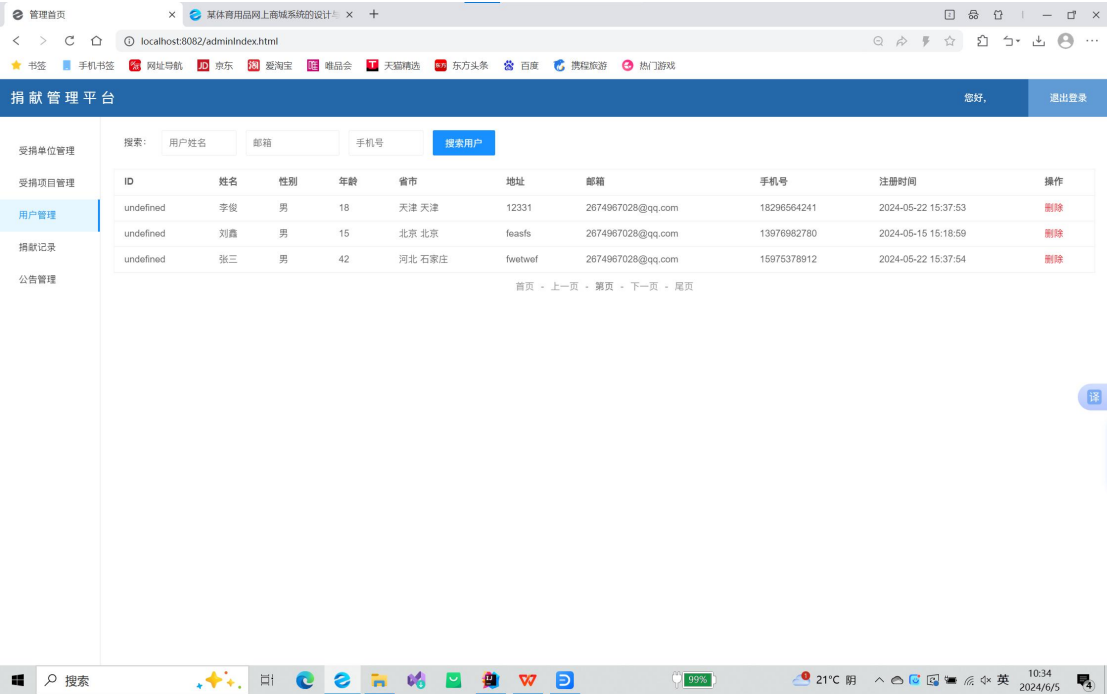 管理首页 某体育用品网上商城系统的设计与
localhost:8082/adminIndex.html
书签 手机书签 网址导航 京东 爱淘宝 唯品会 天猫精选 东方头条 百度 携程旅游 热门游戏
捐献管理平台 您好, 退出登录
搜索: 用户姓名 邮箱 手机号 搜索用户
受捐单位管理
受捐项目管理
用户管理
捐献记录
公告管理
ID 姓名 性别 年龄 省市 地址 邮箱 手机号 注册时间 操作
undefined 李俊 男 18 天津 天津 12331 2674967028@qq.com 18296564241 2024-05-22 15:37:53 删除
undefined 刘鑫 男 15 北京 北京 feasfs 2674967028@qq.com 13976982780 2024-05-15 15:18:59 删除
undefined 张三 男 42 河北 石家庄 fwetwef 2674967028@qq.com 15975378912 2024-05-22 15:37:54 删除
首页 - 上一页 - 第页 - 下一页 - 尾页
译
搜索 99% 21°C 阴 英 10:34
2024/6/5 4